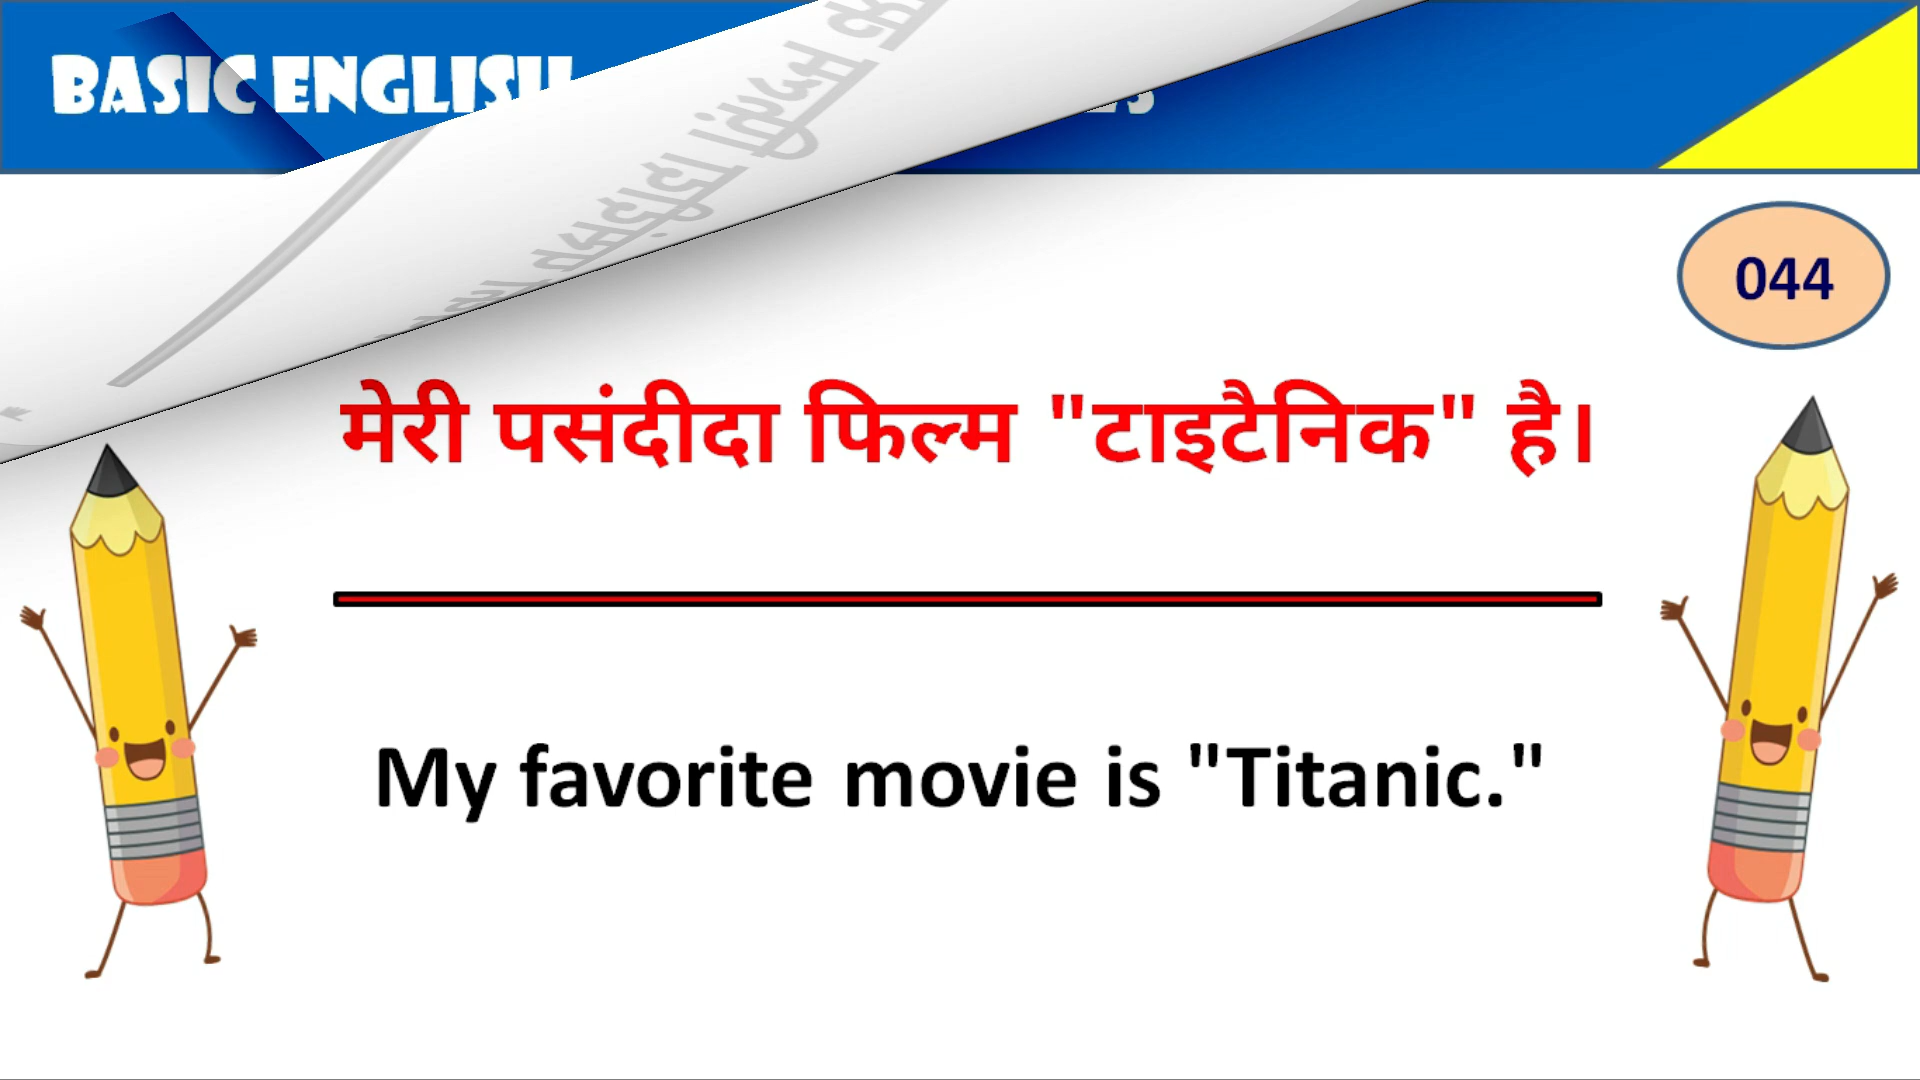 BASIC ENGLISH
044
मेरी पसंदीदा फिल्म "टाइटैनिक" है।
My favorite movie is "Titanic."